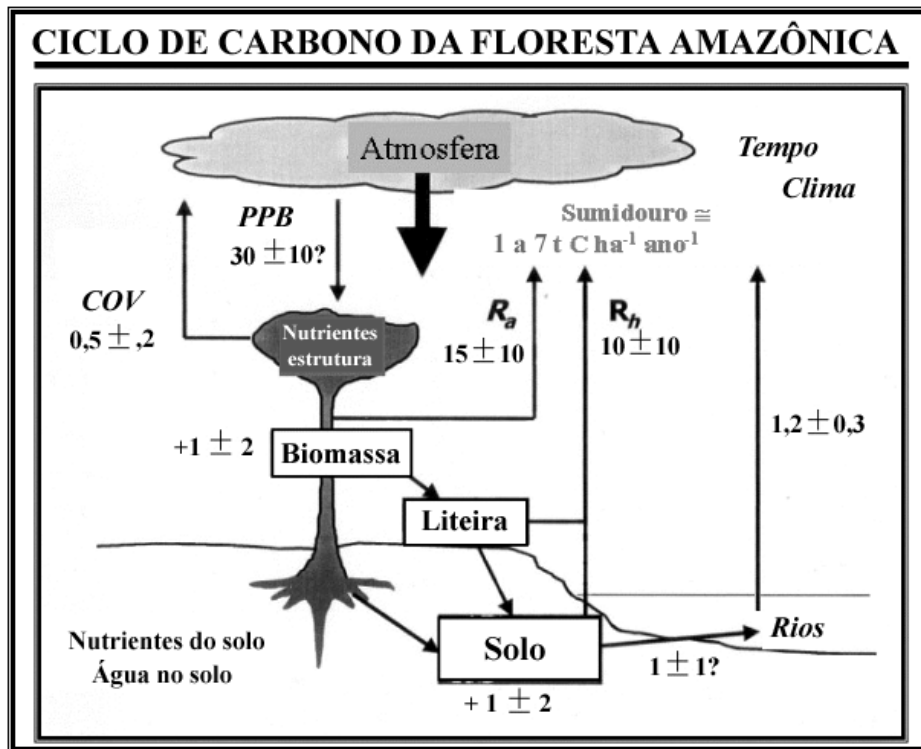 CICLO DE CARBONO DA FLORESTA AMAZÔNICA
Atmosfera
Tempo
Clima
PPB
30 ±10?
Sumidouro ≅
1 a 7 t C ha⁻¹ ano⁻¹
COV
0,5 ± ,2
Nutrientes
estrutura
Rₐ
15 ± 10
Rₕ
10 ± 10
1,2 ± 0,3
+1 ± 2
Biomassa
Liteira
Nutrientes do solo
Água no solo
Solo
+ 1 ± 2
1 ± 1?
Rios